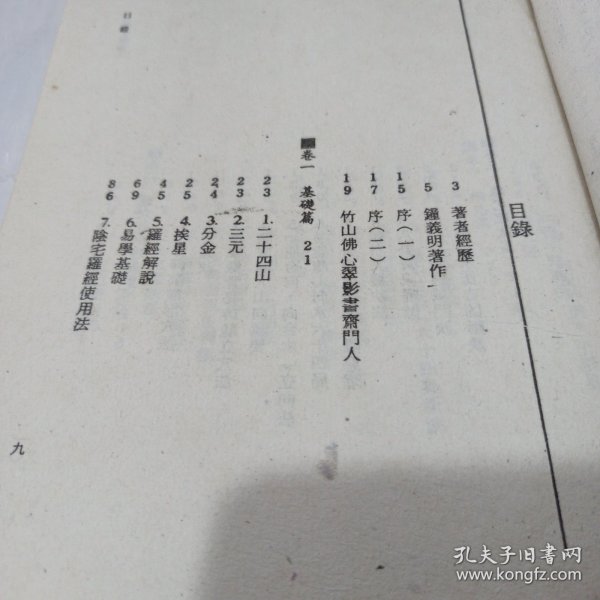 目錄
3 著者經歷
5 鐘義明著作
15 序(一)
17 序(二)
19 竹山佛心翠影書齋門人
卷一 基礎篇 21
23 1.二十四山
23 2.三元
24 3.分金
25 4.挨星
45 5.羅經解說
69 6.易學基礎
86 7.陰宅羅經使用法
目錄
九
孔夫子旧書网
www.kongfz.com